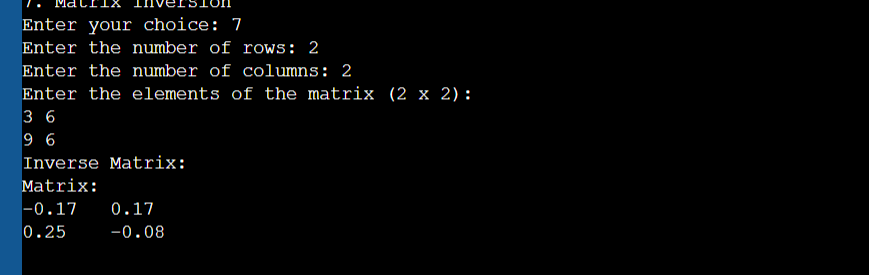 7. Matrix Inversion
Enter your choice: 7
Enter the number of rows: 2
Enter the number of columns: 2
Enter the elements of the matrix (2 x 2):
3 6
9 6
Inverse Matrix:
Matrix:
-0.17   0.17
0.25    -0.08